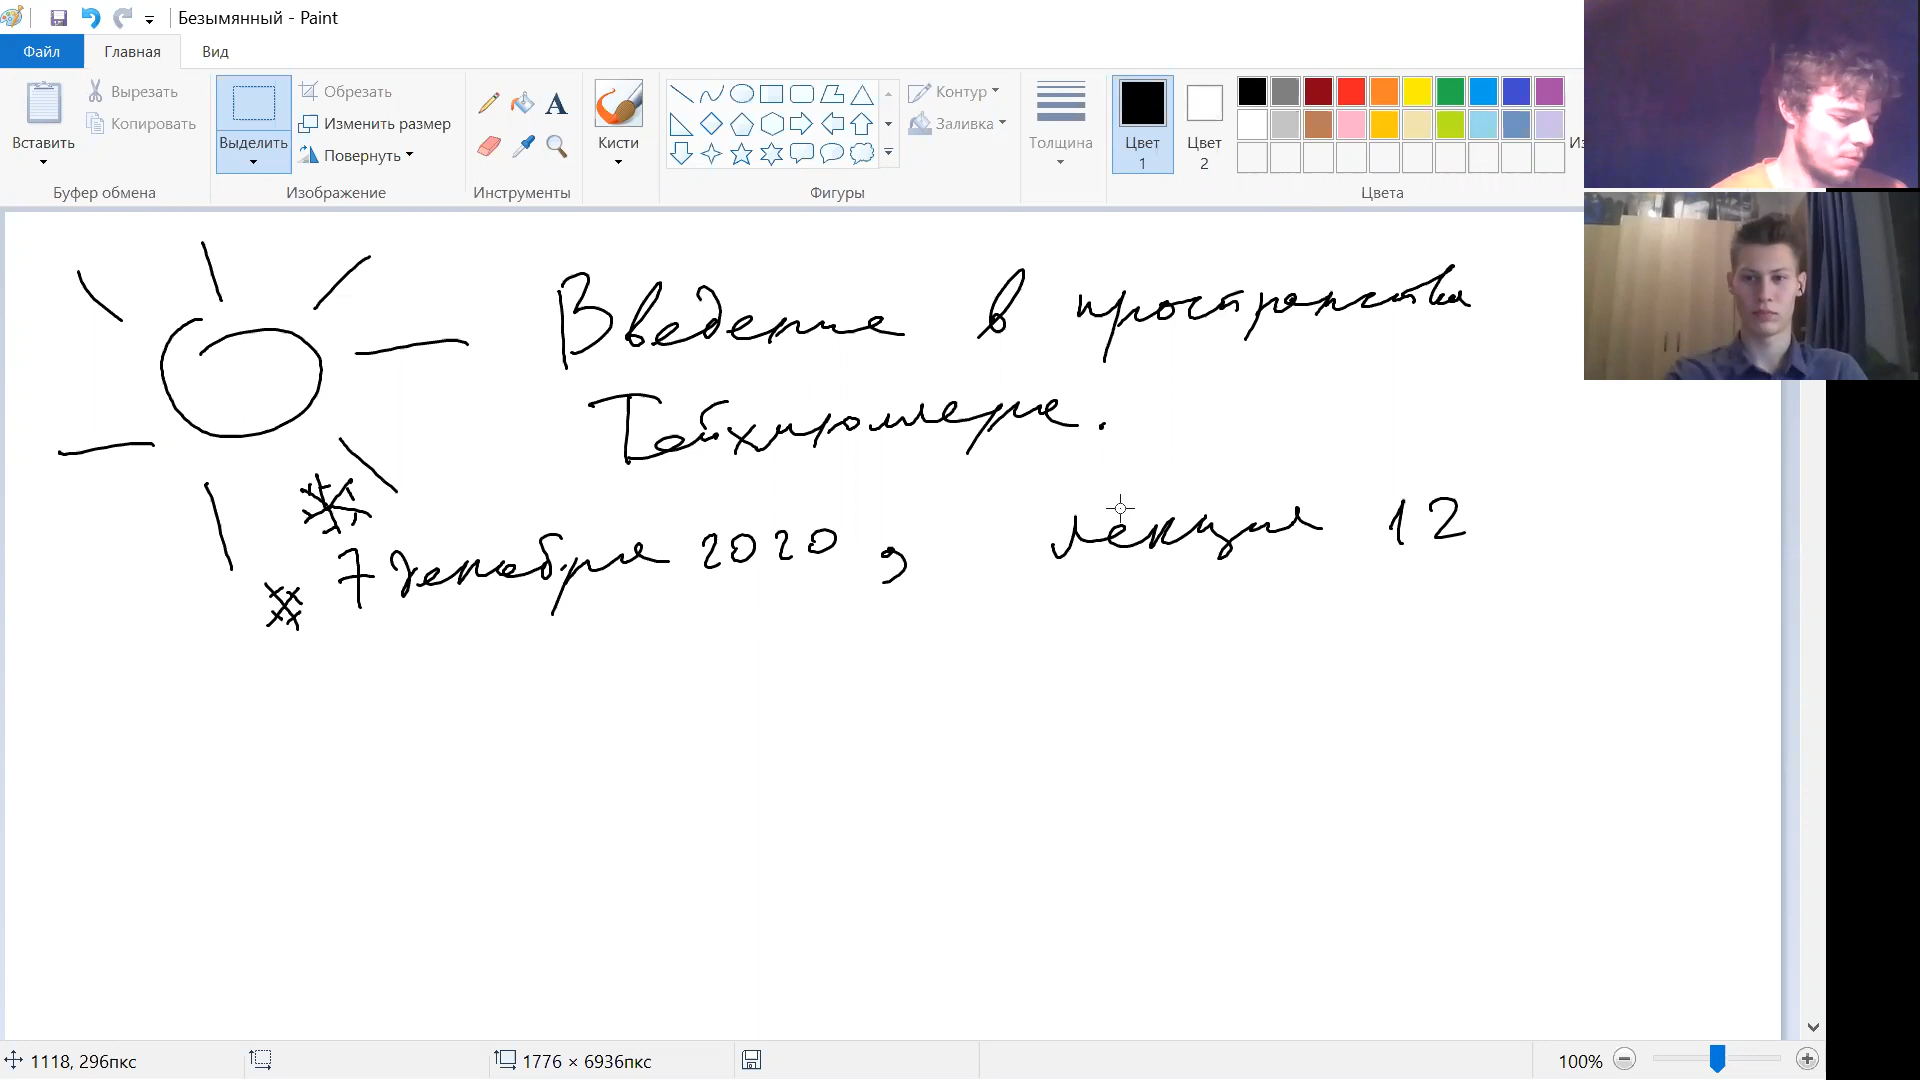 Безымянный - Paint
Файл Главная Вид
Вставить
Вырезать
Копировать
Буфер обмена
Выделить
Обрезать
Изменить размер
Повернуть
Изображение
Инструменты
Кисти
Фигуры
Контур
Заливка
Толщина
Цвет 1
Цвет 2
Цвета
Введение в пространства
Тейхмюллера.
7 декабря 2020, лекция 12
1118, 296пкс 1776 × 6936пкс 100%